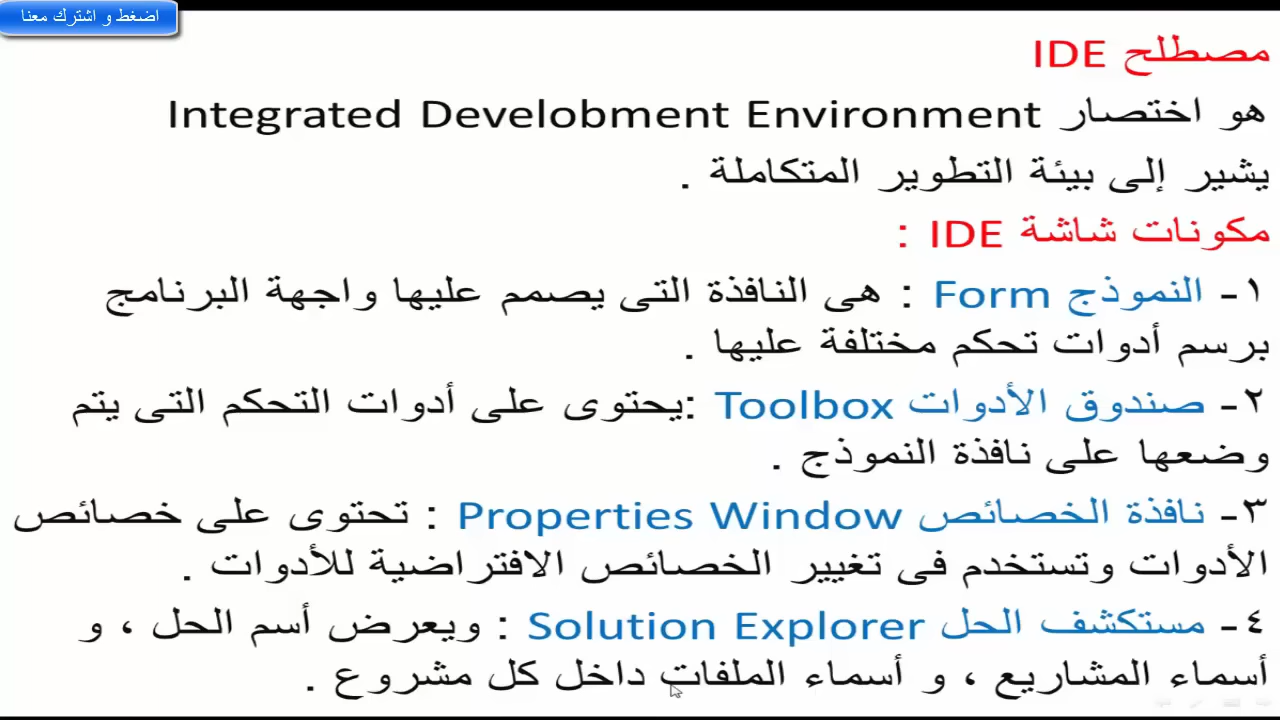 اضغط و اشترك معنا
مصطلح IDE
هو اختصار Integrated Develobment Environment
يشير إلى بيئة التطوير المتكاملة .
مكونات شاشة IDE :
١- النموذج Form : هى النافذة التى يصمم عليها واجهة البرنامج
برسم أدوات تحكم مختلفة عليها .
٢- صندوق الأدوات Toolbox :يحتوى على أدوات التحكم التى يتم
وضعها على نافذة النموذج .
٣- نافذة الخصائص Properties Window : تحتوى على خصائص
الأدوات وتستخدم فى تغيير الخصائص الافتراضية للأدوات .
٤- مستكشف الحل Solution Explorer : ويعرض أسم الحل ، و
أسماء المشاريع ، و أسماء الملفات داخل كل مشروع .